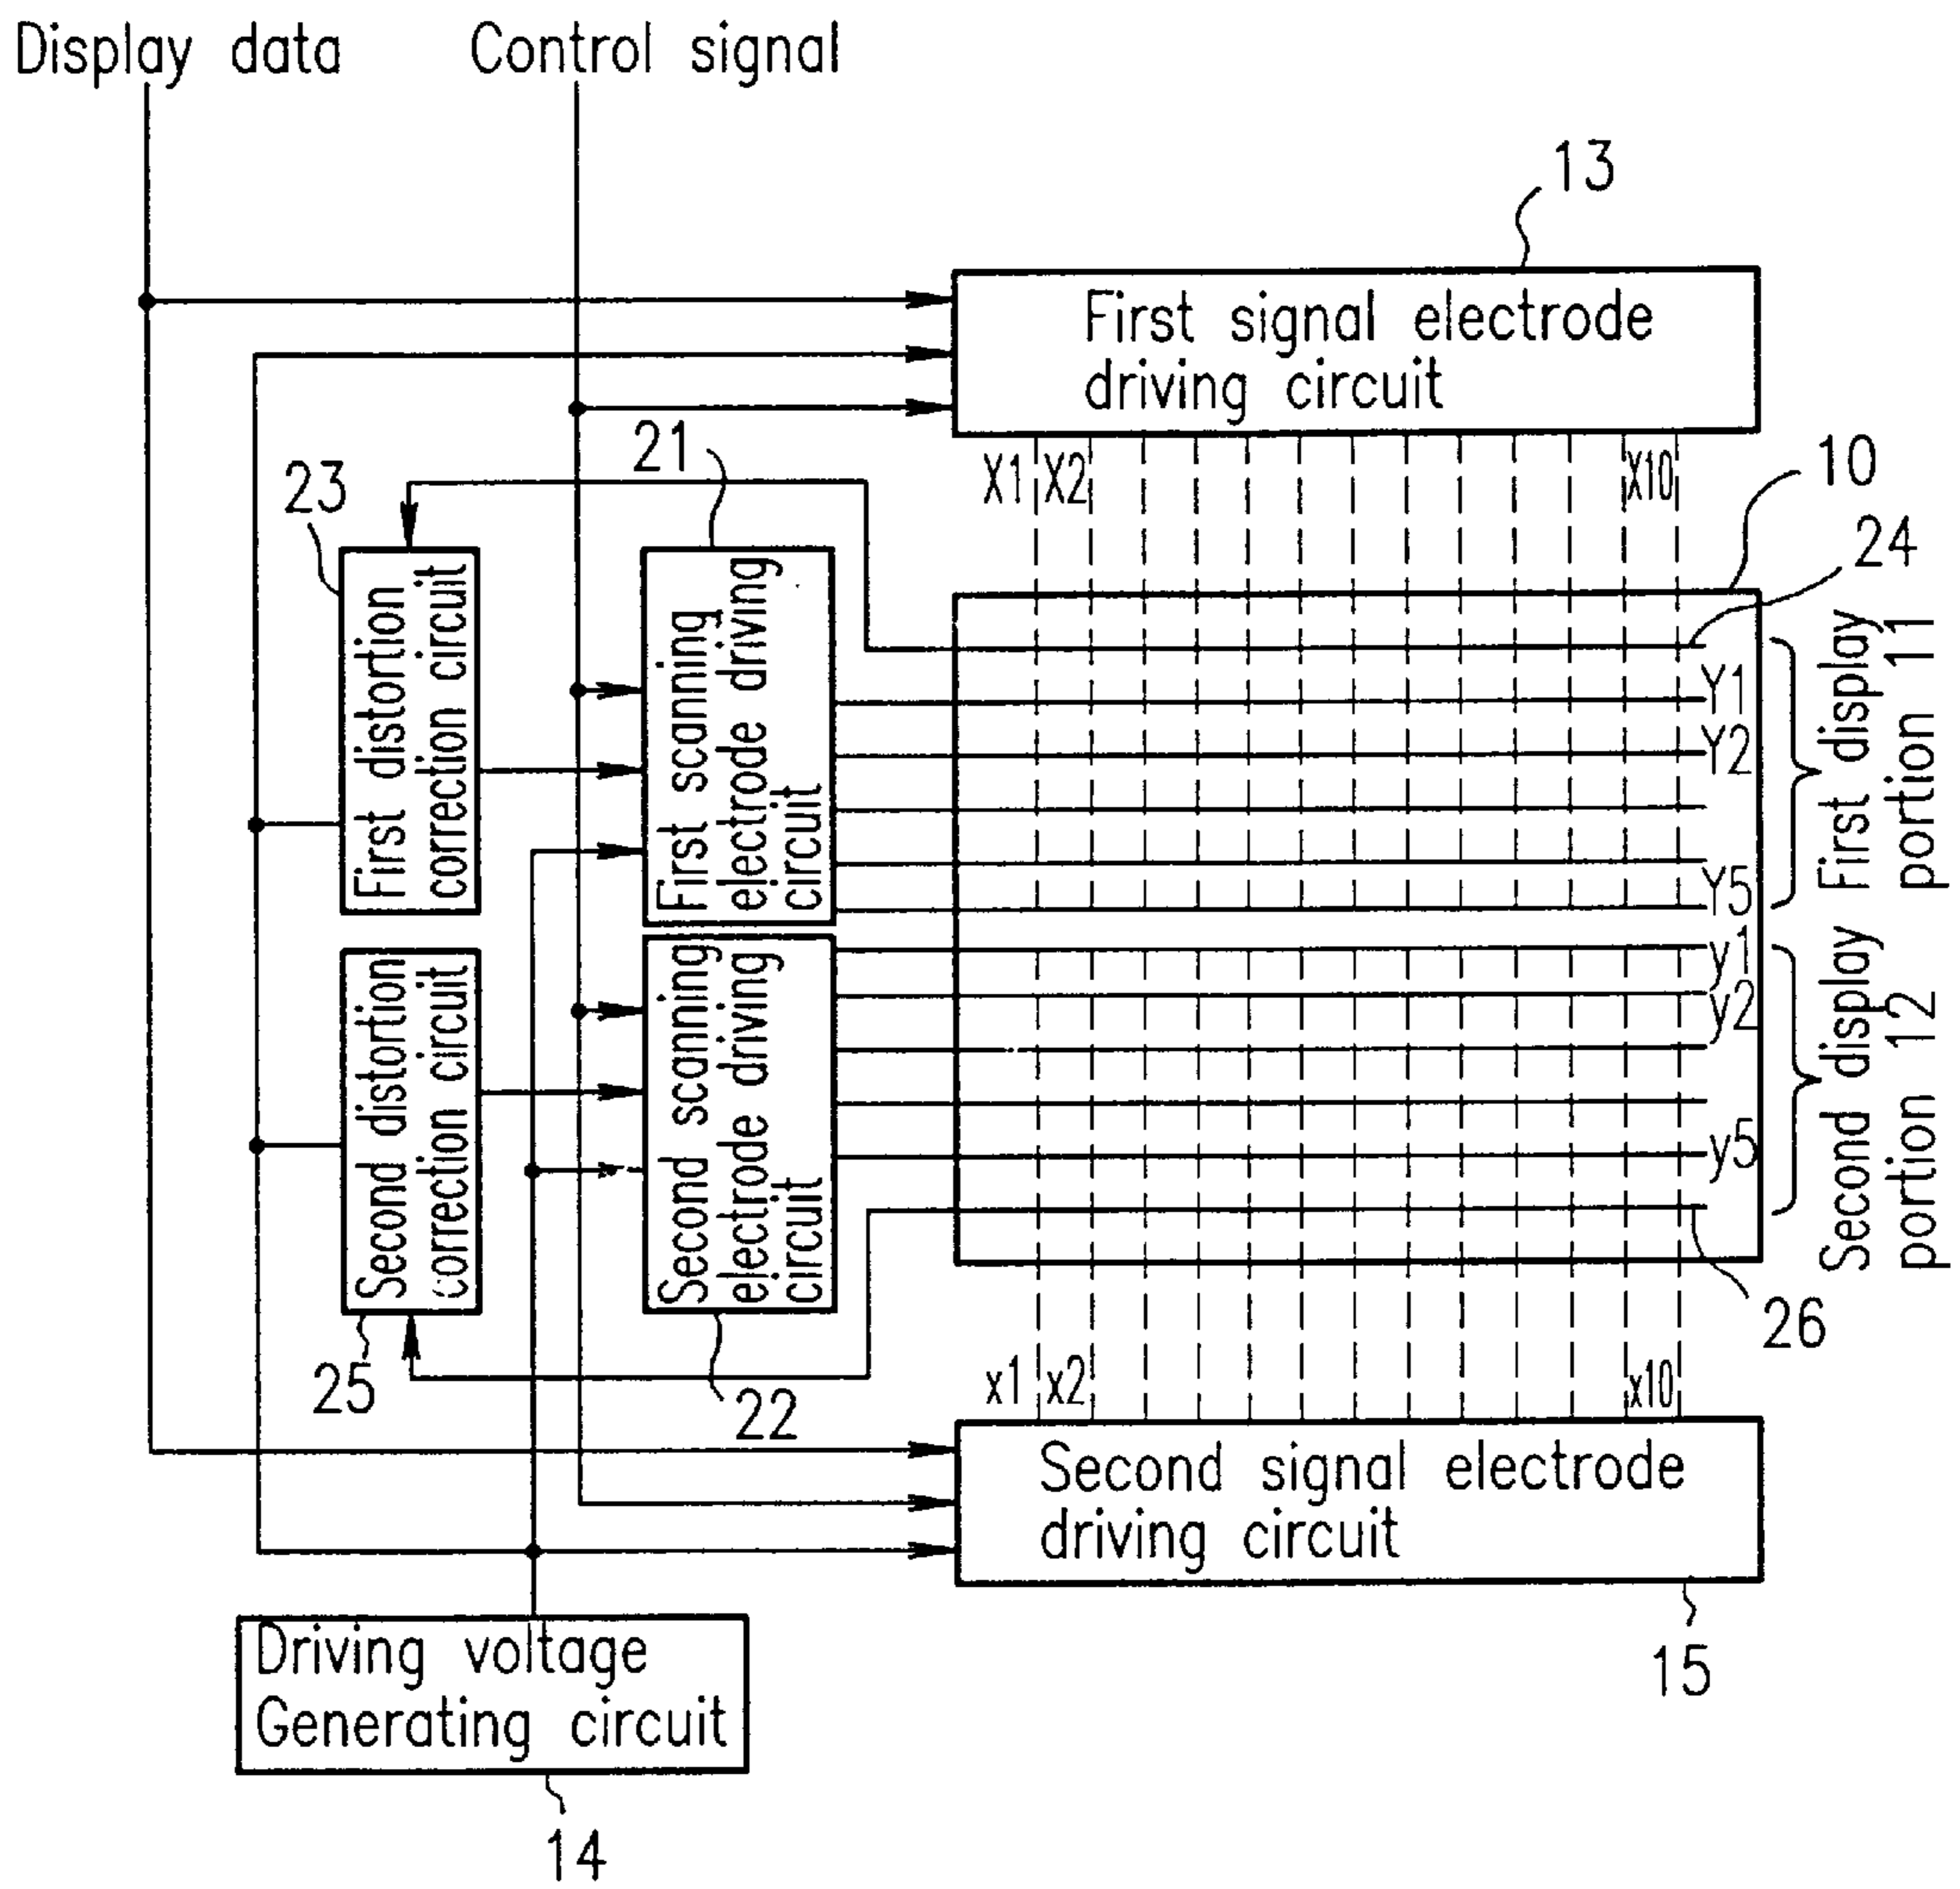 Display data
Control signal
13
First signal electrode
driving circuit
X1 X2 X10
10
21
23
24
First distortion
correction circuit
First scanning
electrode driving
circuit
Y1
Y2
Y5
First display
portion 11
Second distortion
correction circuit
Second scanning
electrode driving
circuit
y1
y2
y5
Second display
portion 12
26
25
22
x1 x2 x10
Second signal electrode
driving circuit
15
Driving voltage
Generating circuit
14